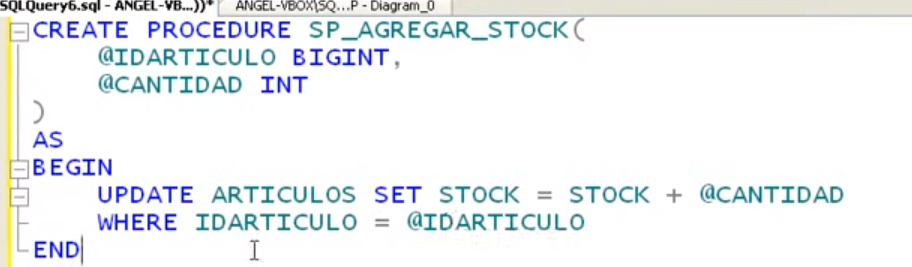 SQLQuery6.sql - ANGEL-VB...))* ANGEL-VBOX\SQ...P - Diagram_0
CREATE PROCEDURE SP_AGREGAR_STOCK(
@IDARTICULO BIGINT,
@CANTIDAD INT
)
AS
BEGIN
UPDATE ARTICULOS SET STOCK = STOCK + @CANTIDAD
WHERE IDARTICULO = @IDARTICULO
END